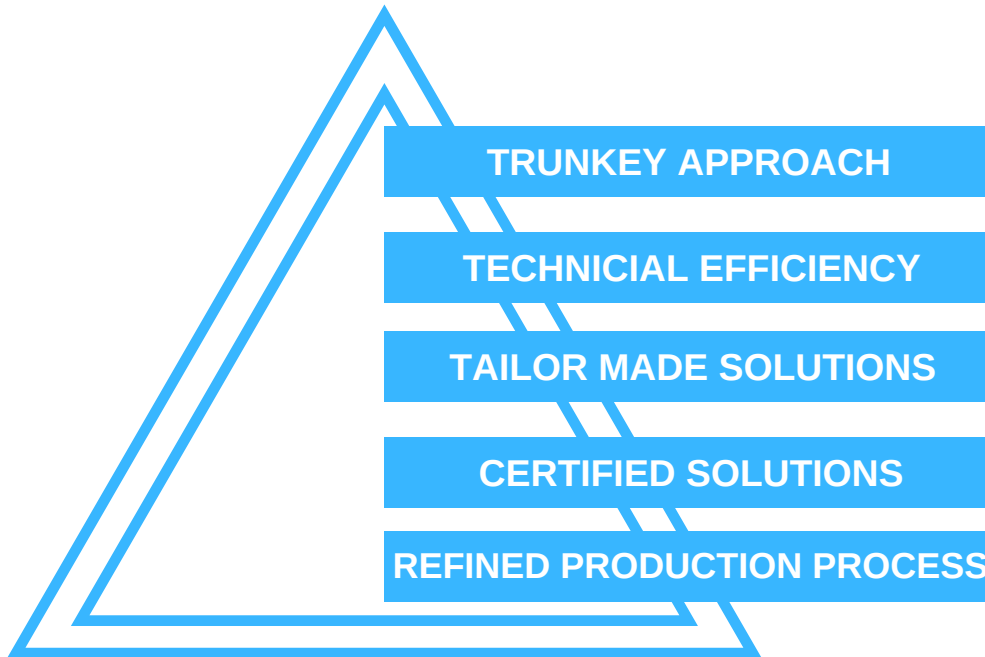 TRUNKEY APPROACH
TECHNICIAL EFFICIENCY
TAILOR MADE SOLUTIONS
CERTIFIED SOLUTIONS
REFINED PRODUCTION PROCESS